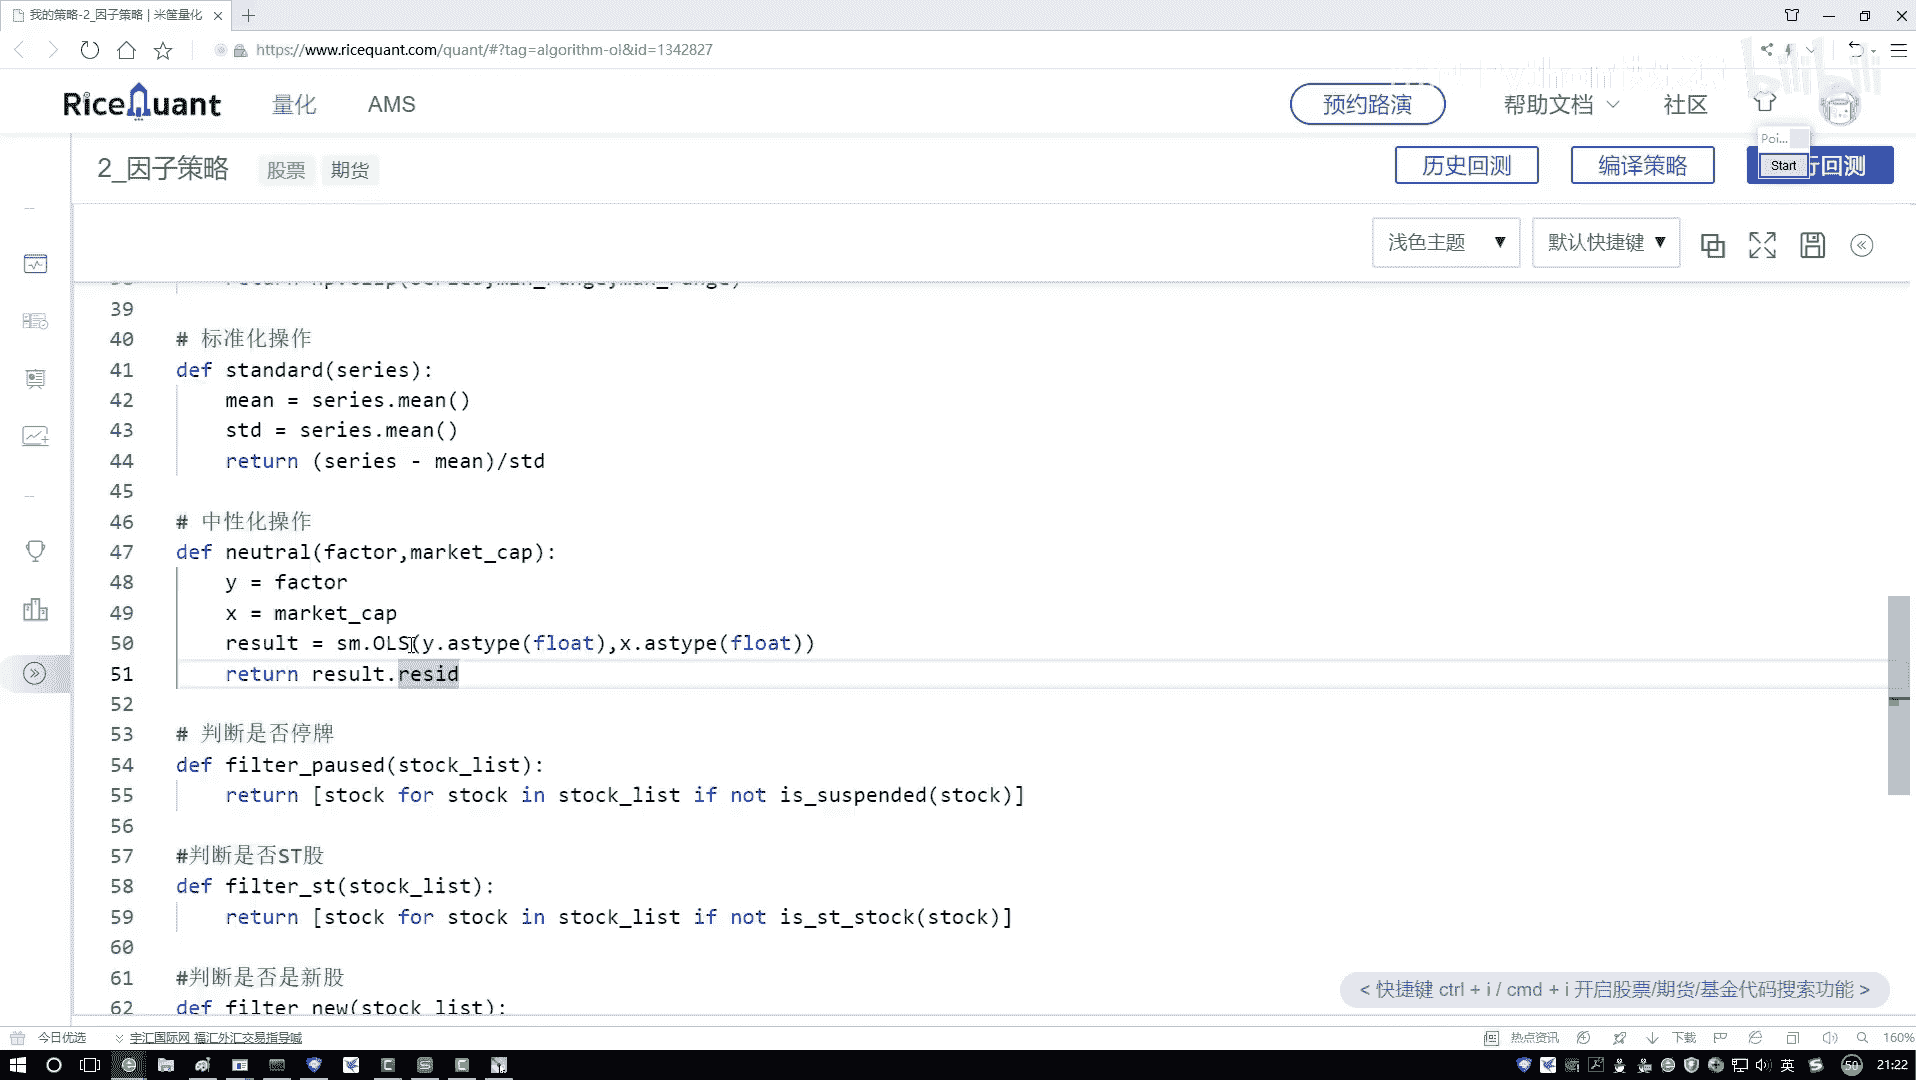 我的策略-2_因子策略 | 米筐量化
https://www.ricequant.com/quant/#?tag=algorithm-ol&id=1342827
RiceQuant 量化 AMS 预约路演 帮助文档 社区
Poi...
2_因子策略 股票 期货 历史回测 编译策略 Start 行回测
浅色主题 ▼ 默认快捷键 ▼
39
40 # 标准化操作
41 def standard(series):
42 mean = series.mean()
43 std = series.mean()
44 return (series - mean)/std
45
46 # 中性化操作
47 def neutral(factor,market_cap):
48 y = factor
49 x = market_cap
50 result = sm.OLS(y.astype(float),x.astype(float))
51 return result.resid
52
53 # 判断是否停牌
54 def filter_paused(stock_list):
55 return [stock for stock in stock_list if not is_suspended(stock)]
56
57 #判断是否ST股
58 def filter_st(stock_list):
59 return [stock for stock in stock_list if not is_st_stock(stock)]
60
61 #判断是否是新股
62 def filter_new(stock_list):
< 快捷键 ctrl + i / cmd + i 开启股票/期货/基金代码搜索功能 >
今日优选 宇汇国际网 福汇外汇交易指导喊 热点资讯 下载 160%
英 50 21:22